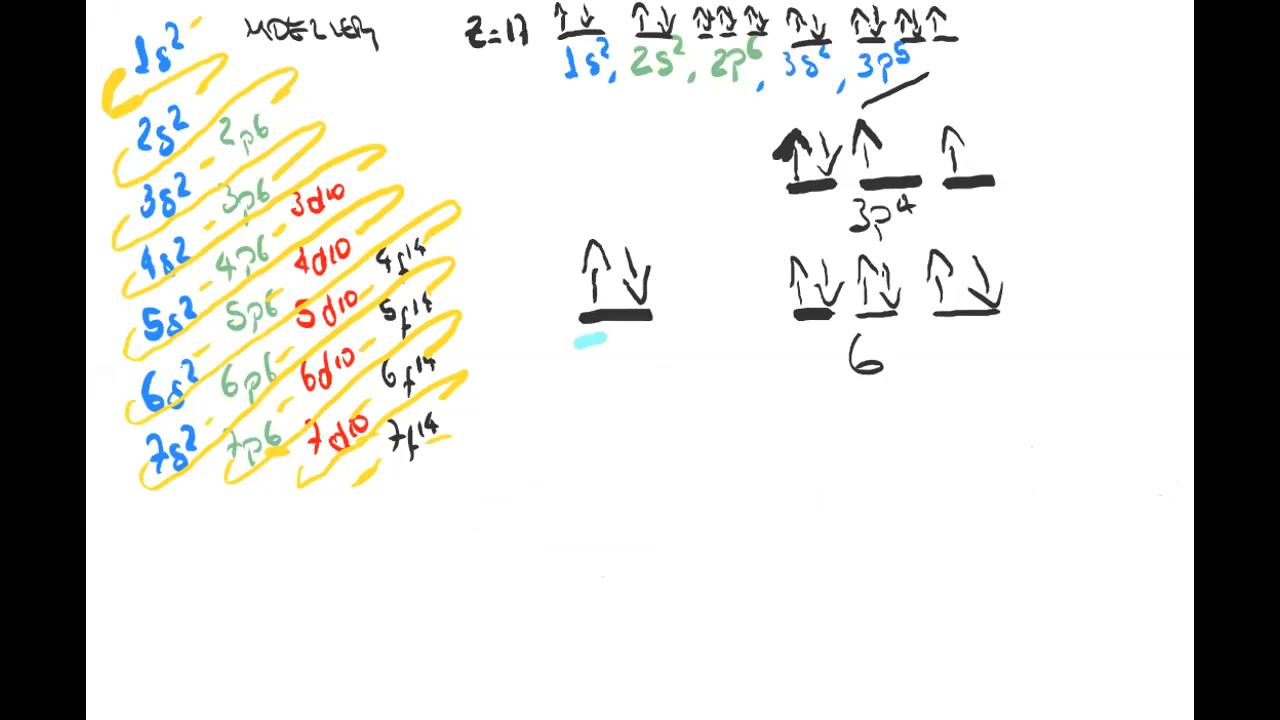 MOELLER Z=17
1s², 2s², 2p⁶, 3s², 3p⁵
1s²
2s² 2p⁶
3s² 3p⁶ 3d¹⁰
4s² 4p⁶ 4d¹⁰ 4f¹⁴
5s² 5p⁶ 5d¹⁰ 5f¹⁴
6s² 6p⁶ 6d¹⁰ 6f¹⁴
7s² 7p⁶ 7d¹⁰ 7f¹⁴
3p⁴
6